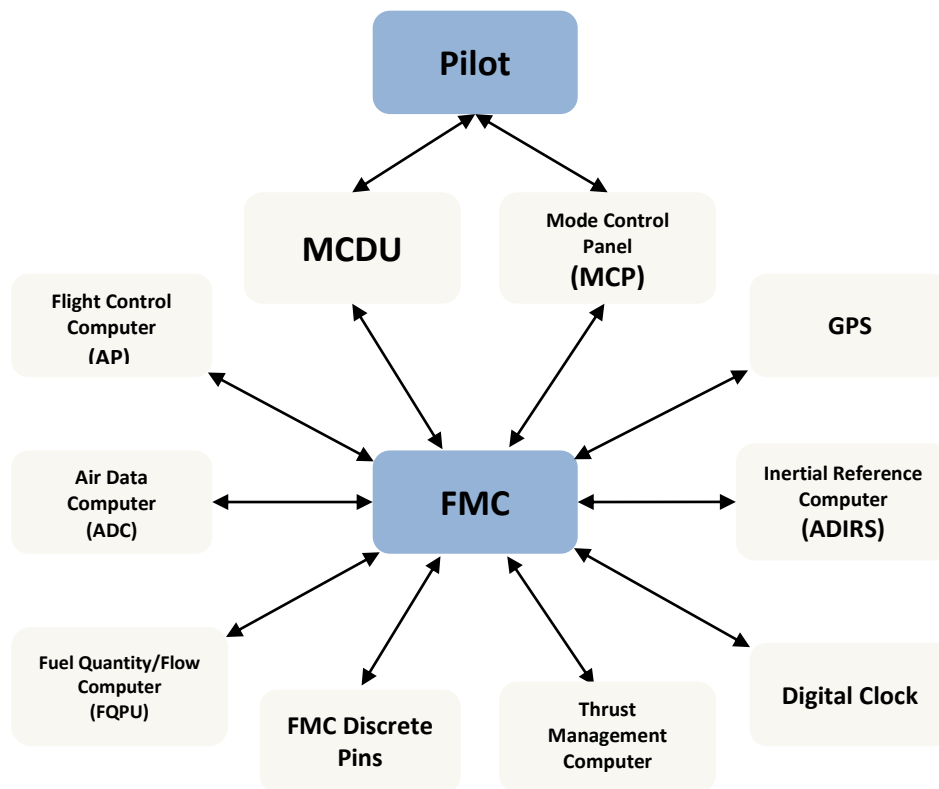 Pilot
MCDU
Mode Control
Panel
(MCP)
Flight Control
Computer
(AP)
GPS
Air Data
Computer
(ADC)
FMC
Inertial Reference
Computer
(ADIRS)
Fuel Quantity/Flow
Computer
(FQPU)
FMC Discrete
Pins
Thrust
Management
Computer
Digital Clock